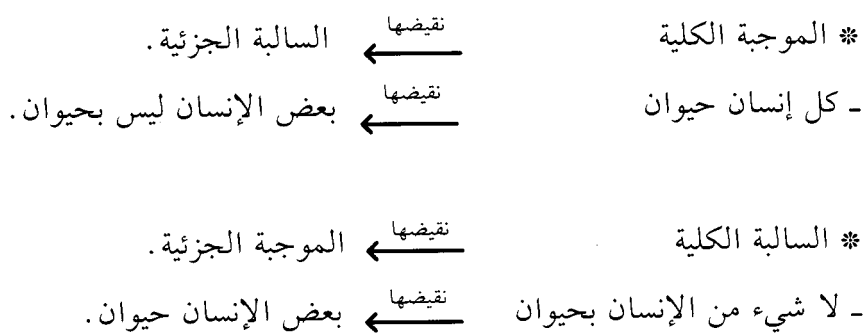 * الموجبة الكلية نقيضها السالبة الجزئية.
ـ كل إنسان حيوان نقيضها بعض الإنسان ليس بحيوان.
* السالبة الكلية نقيضها الموجبة الجزئية.
ـ لا شيء من الإنسان بحيوان نقيضها بعض الإنسان حيوان.